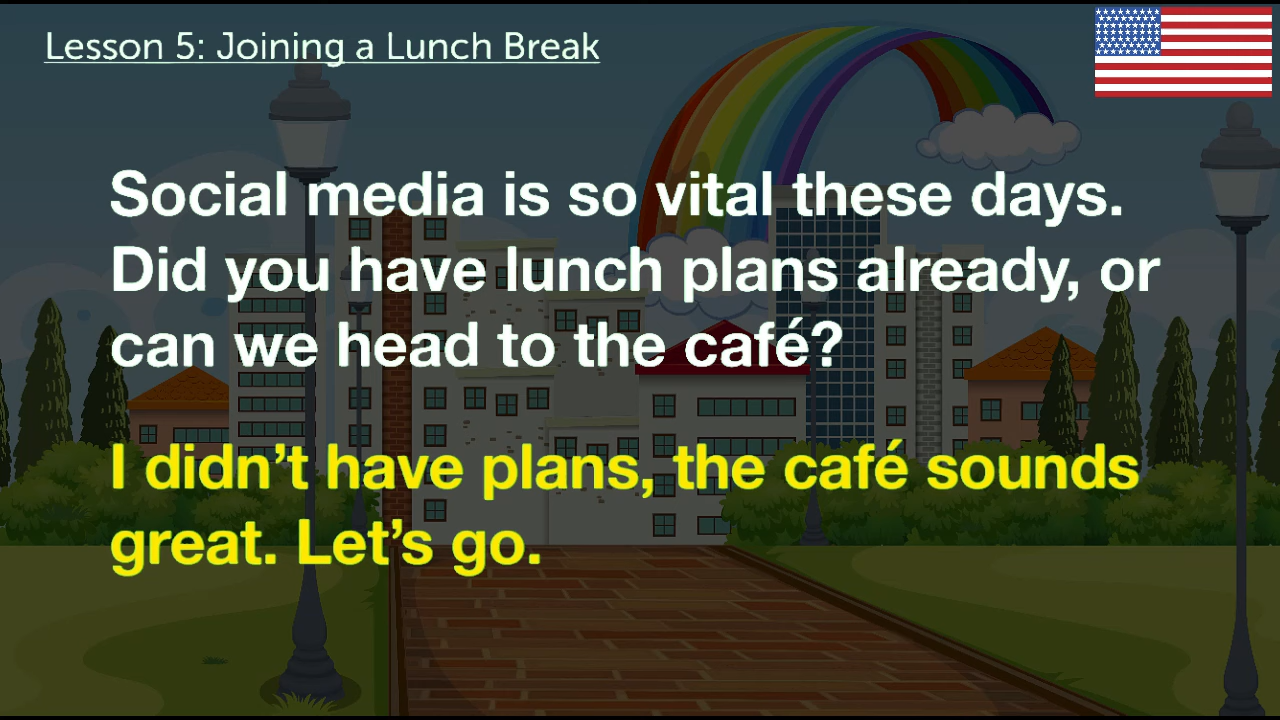 Lesson 5: Joining a Lunch Break
Social media is so vital these days.
Did you have lunch plans already, or
can we head to the café?
I didn’t have plans, the café sounds
great. Let’s go.